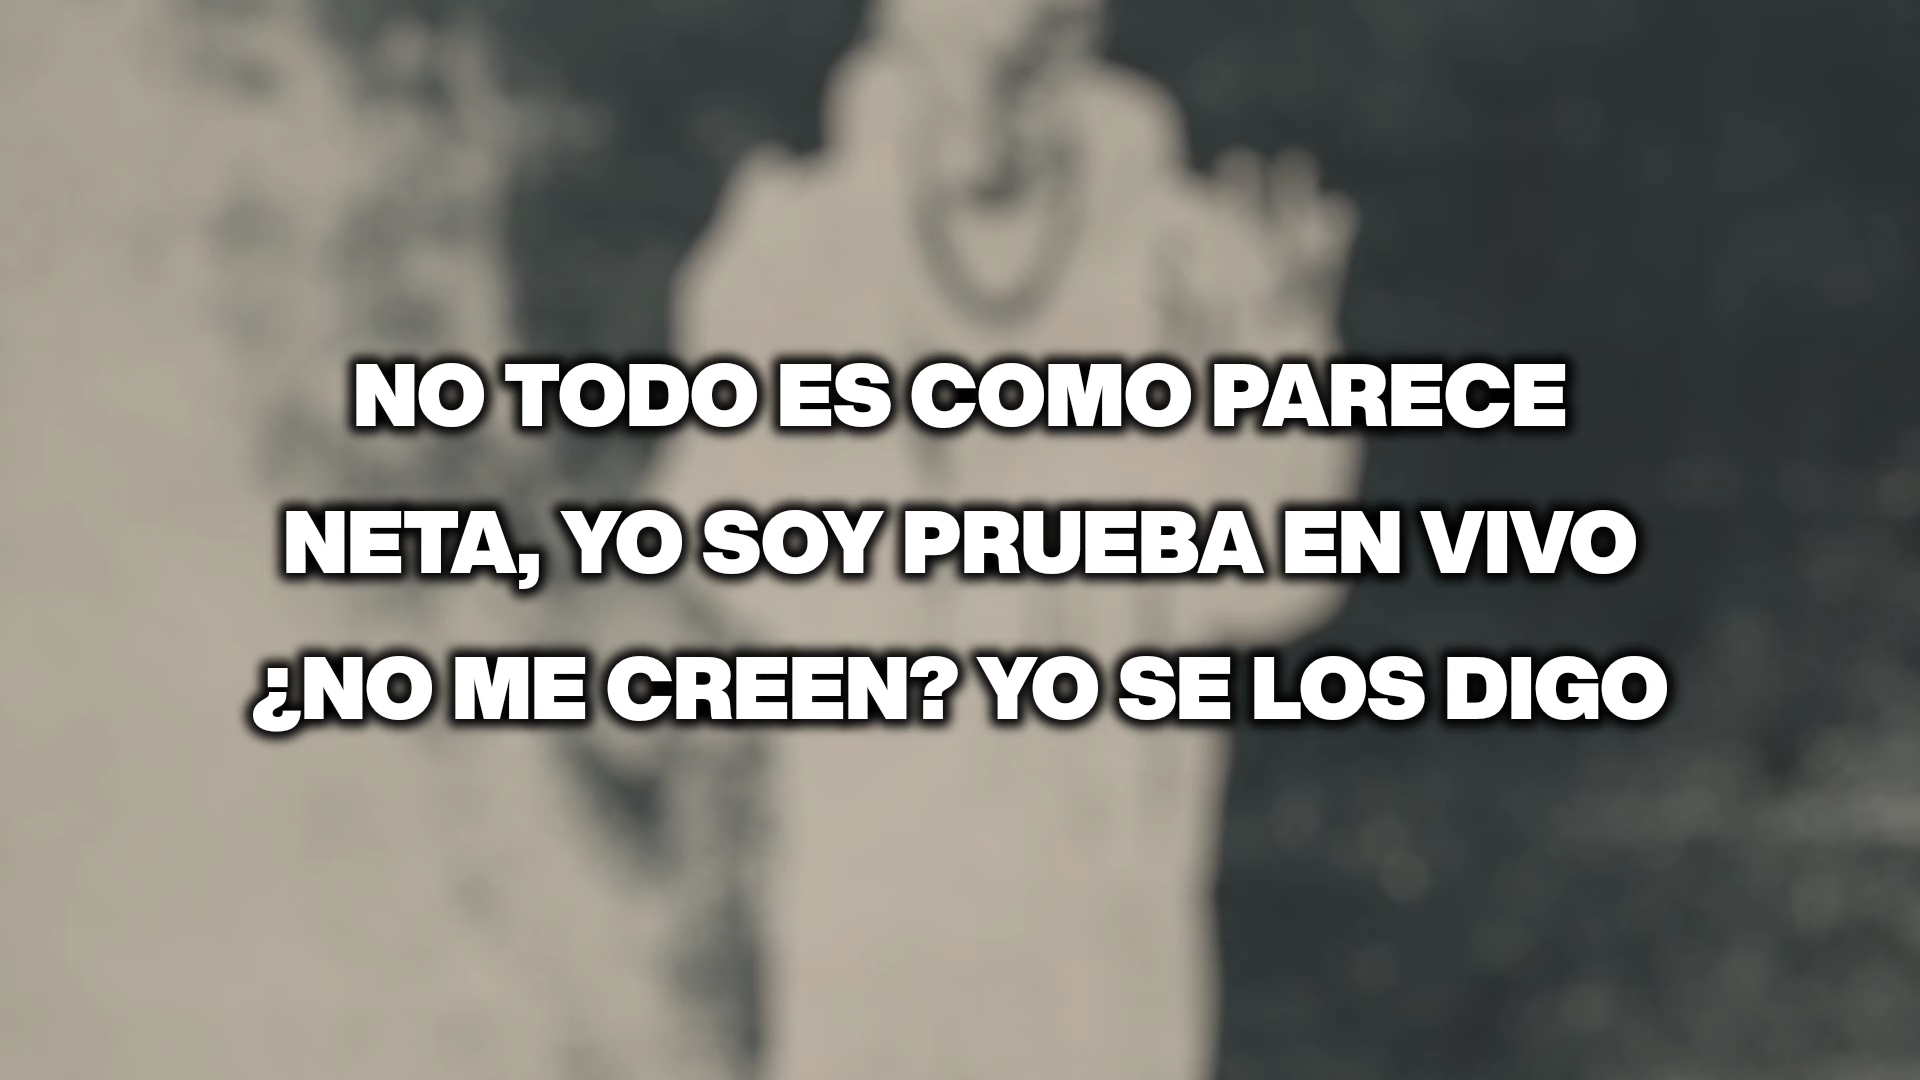 NO TODO ES COMO PARECE
NETA, YO SOY PRUEBA EN VIVO
¿NO ME CREEN? YO SE LOS DIGO